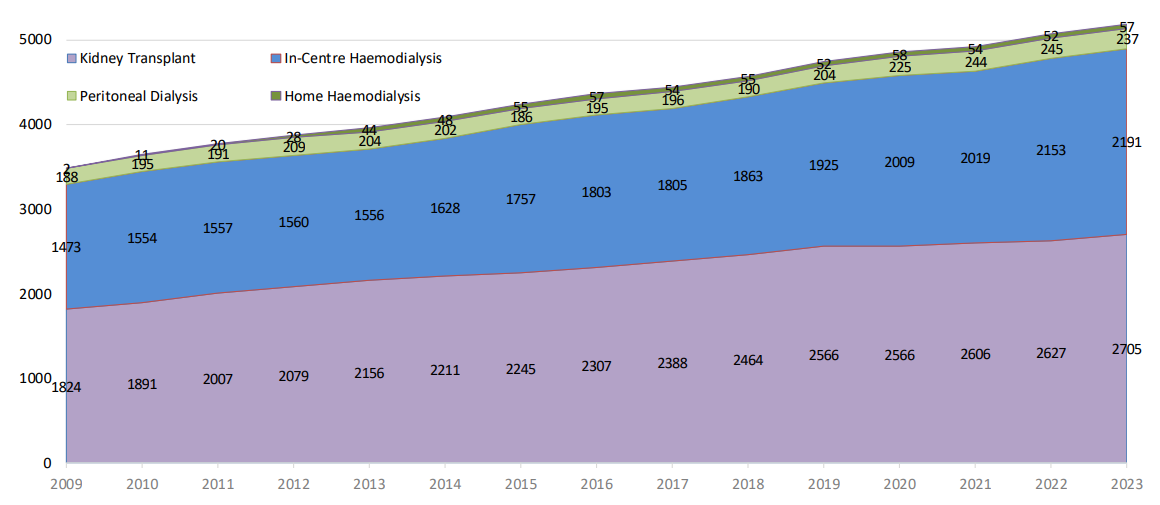 5000
4000
3000
2000
1000
0
Kidney Transplant
In-Centre Haemodialysis
Peritoneal Dialysis
Home Haemodialysis
2 11 20 28 44 48 55 57 54 55 52 58 54 52 57
188 195 191 209 204 202 186 195 196 190 204 225 244 245 237
1473 1554 1557 1560 1556 1628 1757 1803 1805 1863 1925 2009 2019 2153 2191
1824 1891 2007 2079 2156 2211 2245 2307 2388 2464 2566 2566 2606 2627 2705
2009 2010 2011 2012 2013 2014 2015 2016 2017 2018 2019 2020 2021 2022 2023